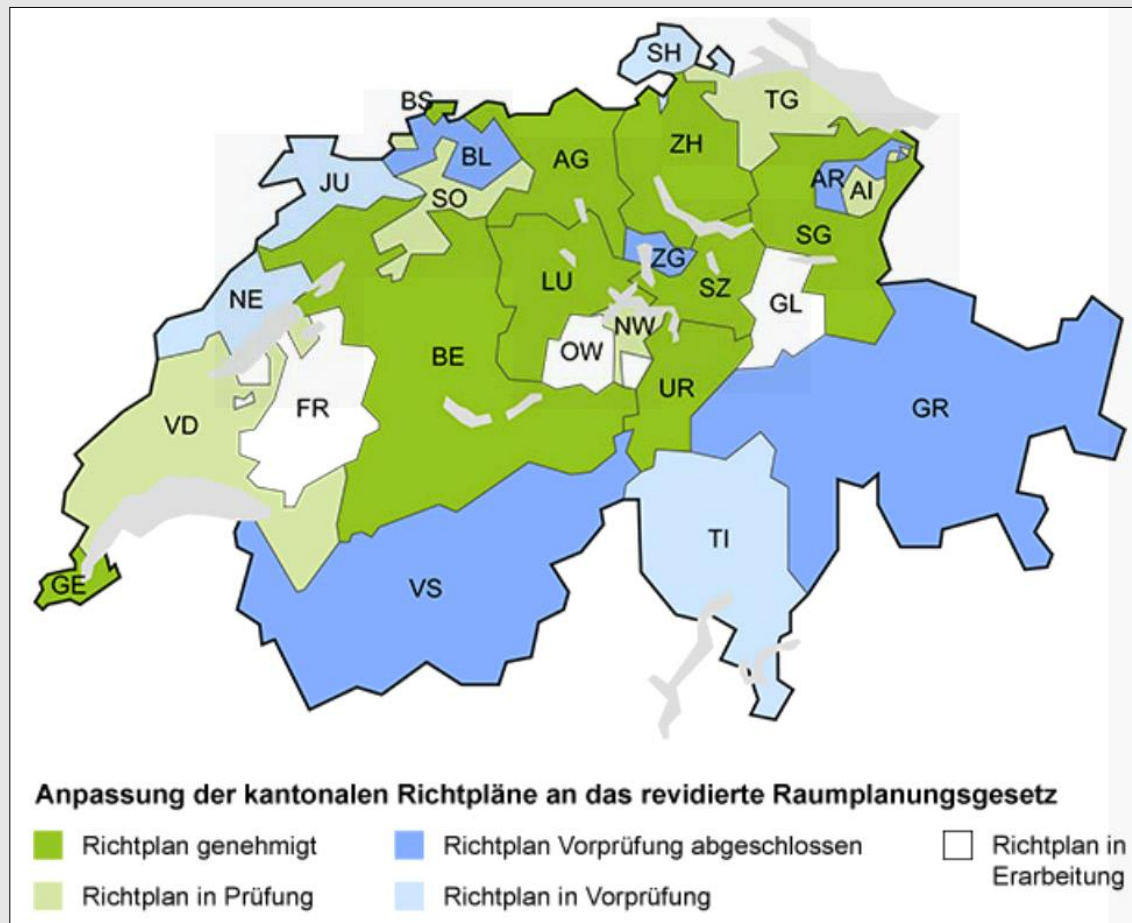 SH
BS
TG
BL
AG
ZH
JU
SO
AR
AI
SG
ZG
LU
SZ
NE
GL
NW
OW
BE
UR
FR
GR
VD
TI
GE
VS
Anpassung der kantonalen Richtpläne an das revidierte Raumplanungsgesetz
Richtplan genehmigt
Richtplan Vorprüfung abgeschlossen
Richtplan in
Erarbeitung
Richtplan in Prüfung
Richtplan in Vorprüfung